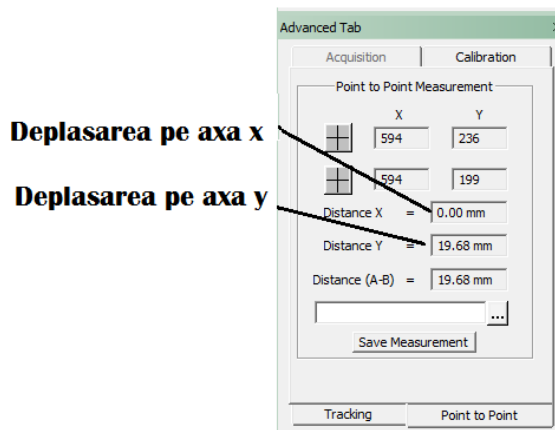 Advanced Tab
Acquisition Calibration
Point to Point Measurement
X Y
594 236
594 199
Deplasarea pe axa x
Deplasarea pe axa y
Distance X = 0.00 mm
Distance Y = 19.68 mm
Distance (A-B) = 19.68 mm
...
Save Measurement
Tracking Point to Point